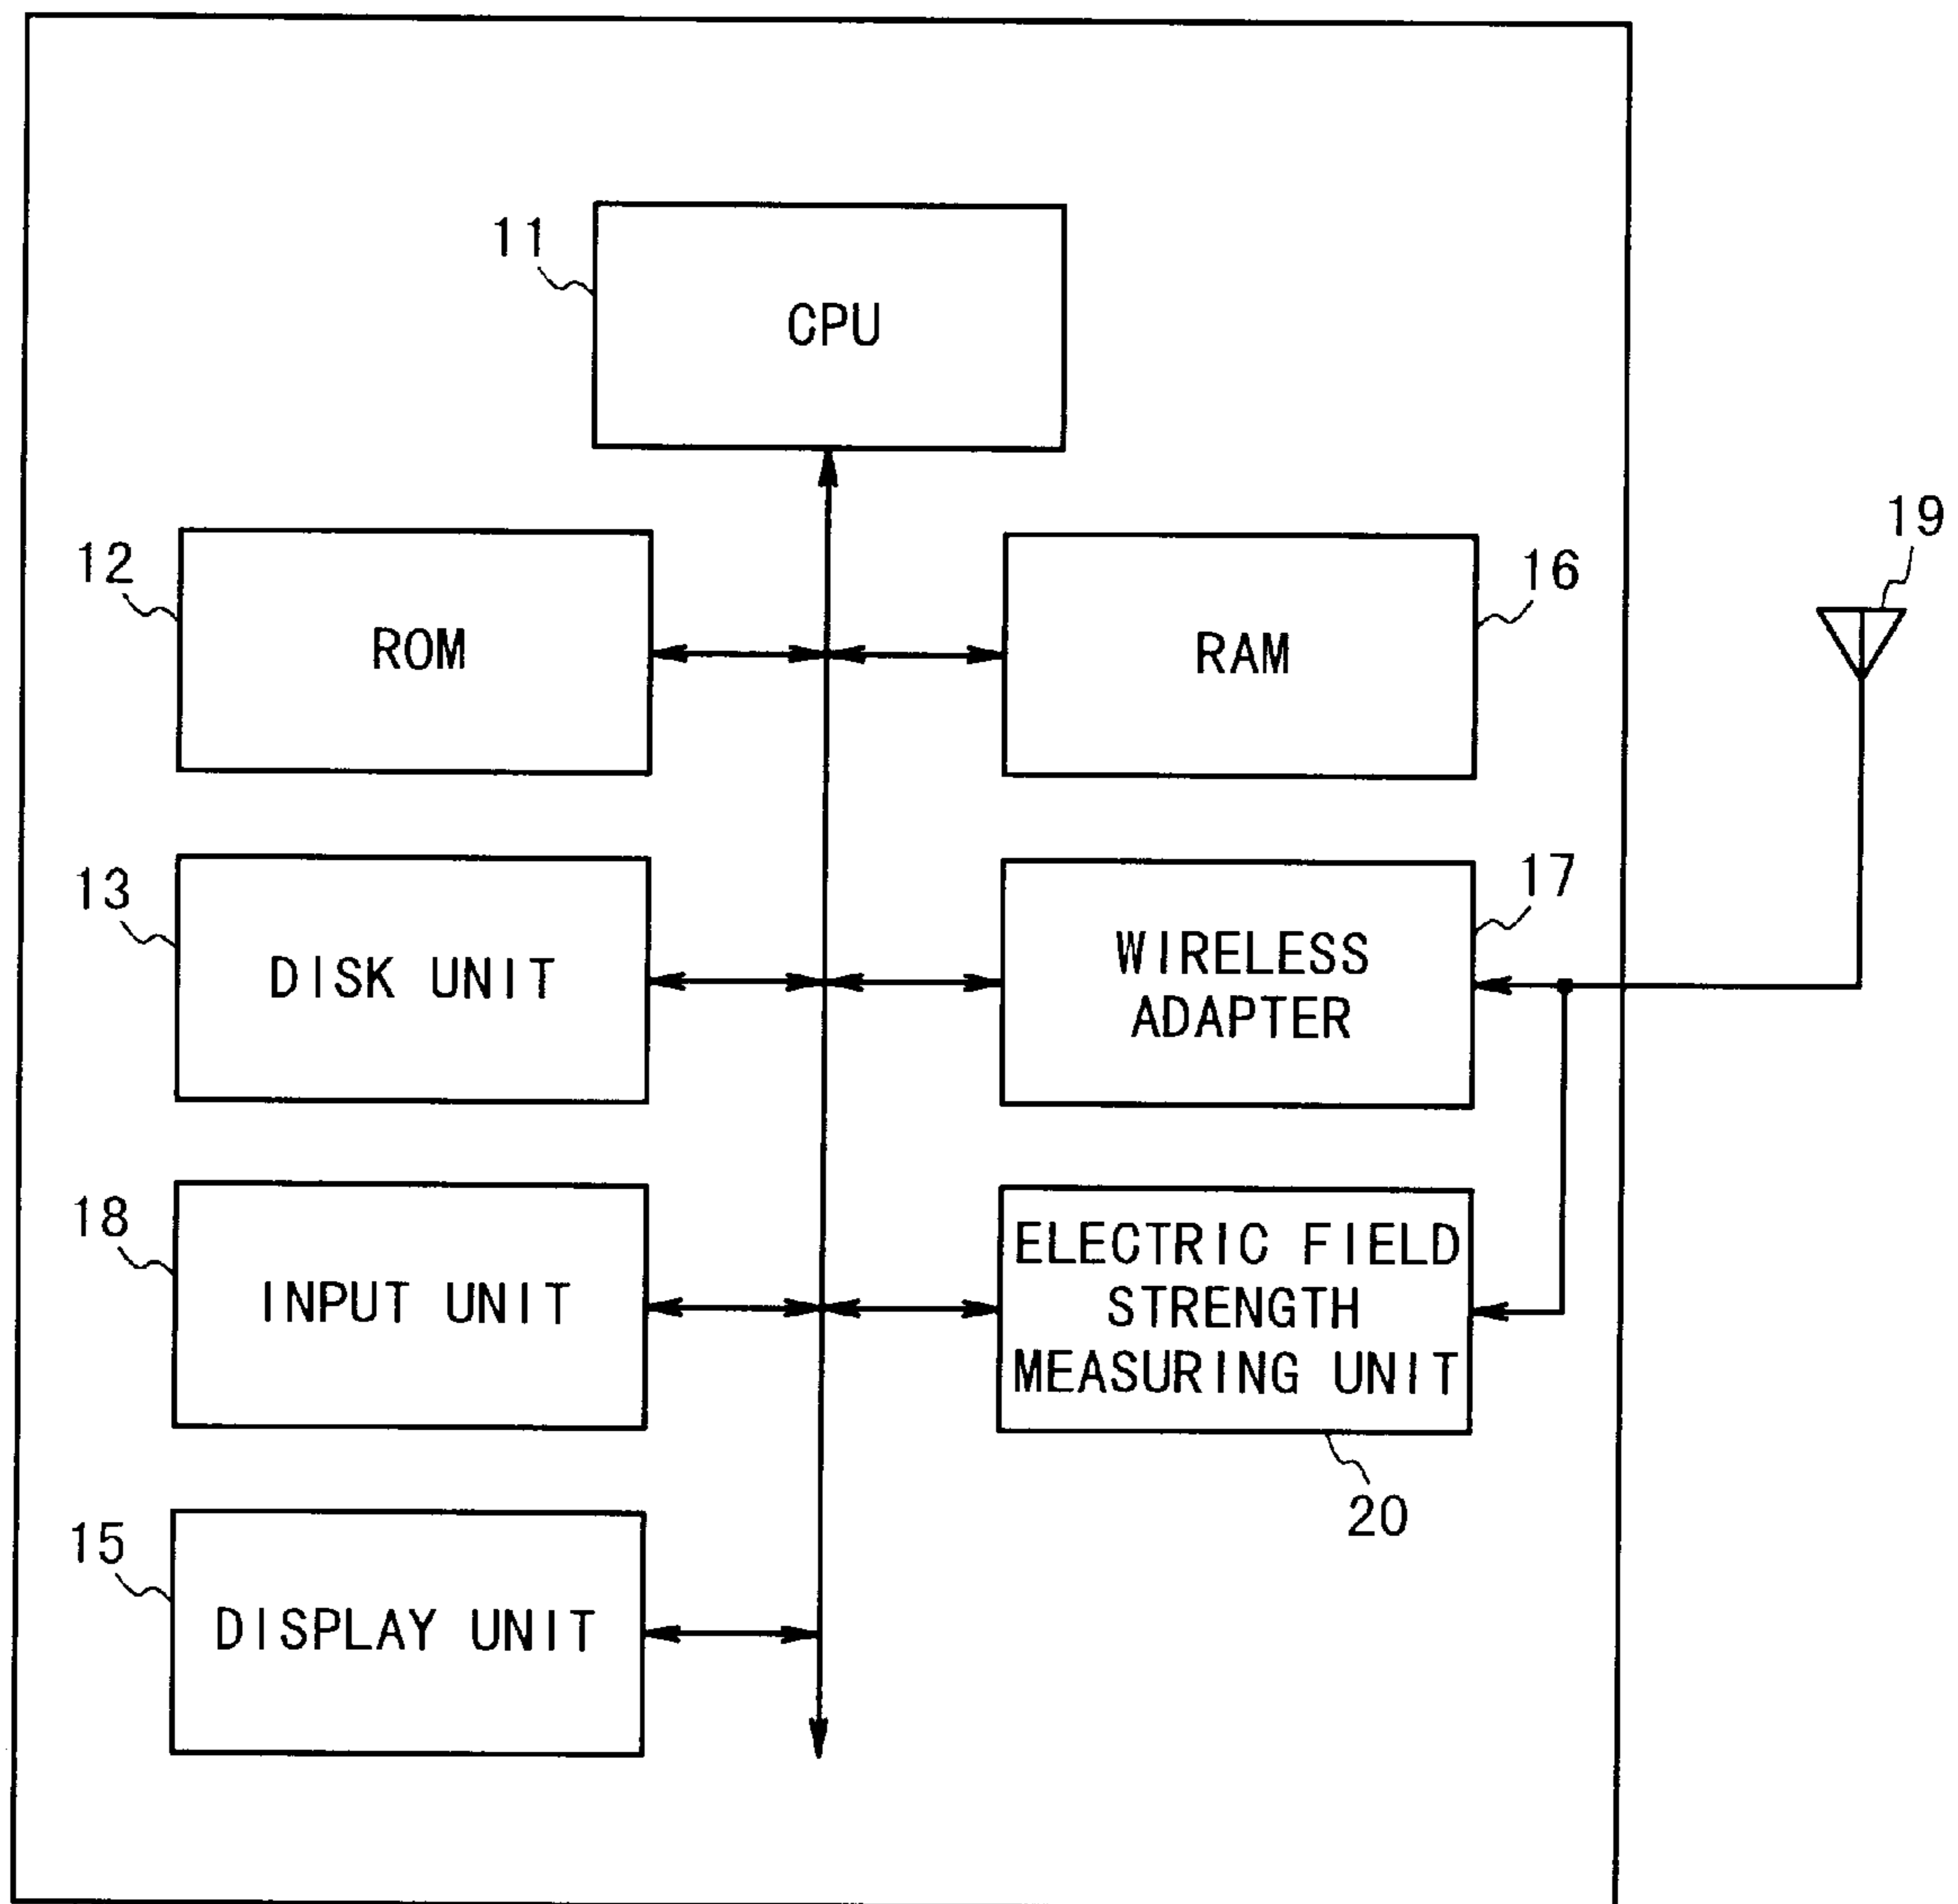 11
CPU
19
12
ROM
16
RAM
13
DISK UNIT
17
WIRELESS
ADAPTER
18
INPUT UNIT
ELECTRIC FIELD
STRENGTH
MEASURING UNIT
20
15
DISPLAY UNIT